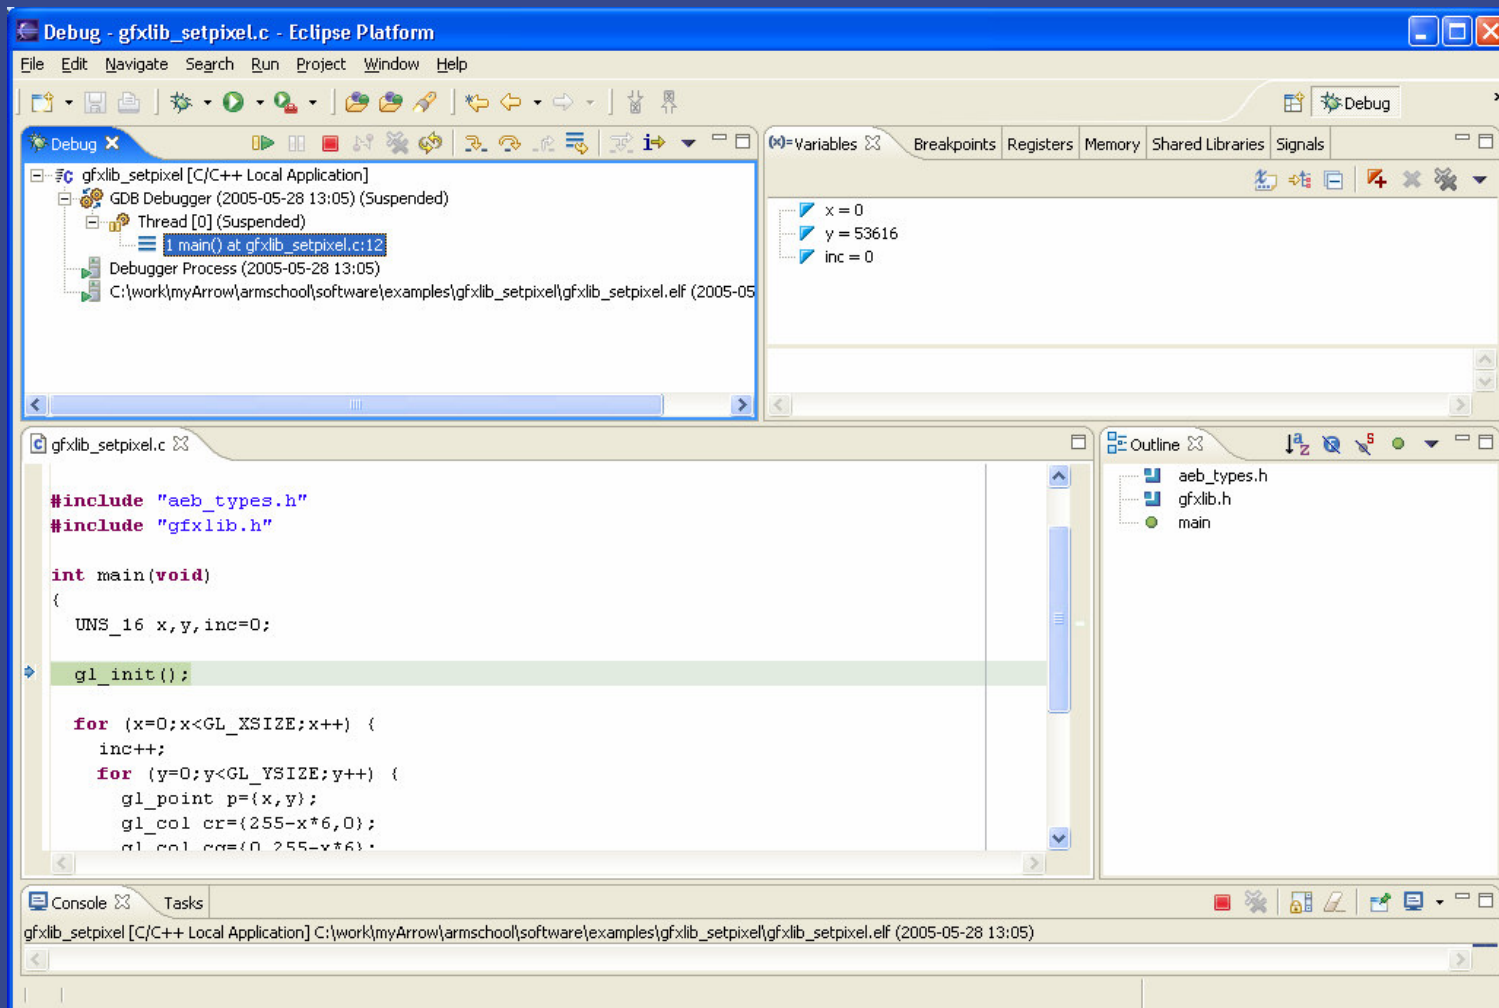 Debug - gfxlib_setpixel.c - Eclipse Platform
File Edit Navigate Search Run Project Window Help
Debug
Debug
gfxlib_setpixel [C/C++ Local Application]
GDB Debugger (2005-05-28 13:05) (Suspended)
Thread [0] (Suspended)
1 main() at gfxlib_setpixel.c:12
Debugger Process (2005-05-28 13:05)
C:\work\myArrow\armschool\software\examples\gfxlib_setpixel\gfxlib_setpixel.elf (2005-05
(x)= Variables Breakpoints Registers Memory Shared Libraries Signals
x = 0
y = 53616
inc = 0
gfxlib_setpixel.c
#include "aeb_types.h"
#include "gfxlib.h"
int main(void)
{
UNS_16 x,y,inc=0;
gl_init();
for (x=0;x<GL_XSIZE;x++) {
inc++;
for (y=0;y<GL_YSIZE;y++) {
gl_point p={x,y};
gl_col cr={255-x*6,0};
gl_col cg={0,255-x*6};
Outline
aeb_types.h
gfxlib.h
main
Console Tasks
gfxlib_setpixel [C/C++ Local Application] C:\work\myArrow\armschool\software\examples\gfxlib_setpixel\gfxlib_setpixel.elf (2005-05-28 13:05)